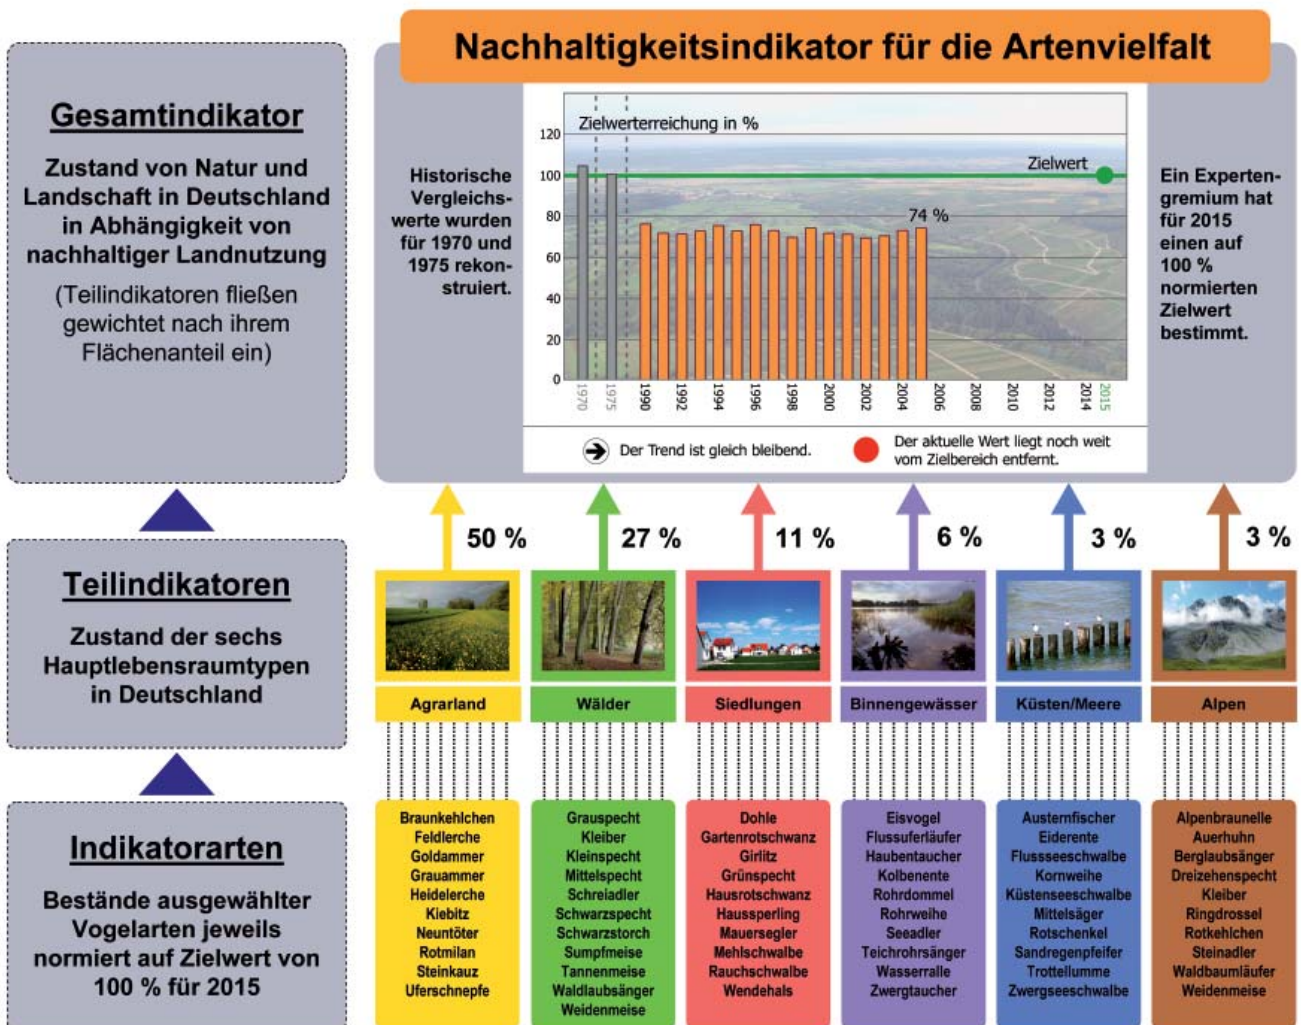 Nachhaltigkeitsindikator für die Artenvielfalt
Gesamtindikator
Zustand von Natur und
Landschaft in Deutschland
in Abhängigkeit von
nachhaltiger Landnutzung
(Teilindikatoren fließen
gewichtet nach ihrem
Flächenanteil ein)
Historische
Vergleichs-
werte wurden
für 1970 und
1975 rekon-
struiert.
Zielwerterreichung in %
Zielwert
74 %
120
100
80
60
40
20
0
1970
1975
1990
1992
1994
1996
1998
2000
2002
2004
2006
2008
2010
2012
2014
2015
Der Trend ist gleich bleibend.
Der aktuelle Wert liegt noch weit
vom Zielbereich entfernt.
Ein Experten-
gremium hat
für 2015
einen auf
100 %
normierten
Zielwert
bestimmt.
Teilindikatoren
Zustand der sechs
Hauptlebensraumtypen
in Deutschland
50 %
27 %
11 %
6 %
3 %
3 %
Agrarland
Wälder
Siedlungen
Binnengewässer
Küsten/Meere
Alpen
Indikatorarten
Bestände ausgewählter
Vogelarten jeweils
normiert auf Zielwert von
100 % für 2015
Braunkehlchen
Feldlerche
Goldammer
Grauammer
Heidelerche
Kiebitz
Neuntöter
Rotmilan
Steinkauz
Uferschnepfe
Grauspecht
Kleiber
Kleinspecht
Mittelspecht
Schreiadler
Schwarzspecht
Schwarzstorch
Sumpfmeise
Tannenmeise
Waldlaubsänger
Weidenmeise
Dohle
Gartenrotschwanz
Girlitz
Grünspecht
Hausrotschwanz
Haussperling
Mauersegler
Mehlschwalbe
Rauchschwalbe
Wendehals
Eisvogel
Flussuferläufer
Haubentaucher
Kolbenente
Rohrdommel
Rohrweihe
Seeadler
Teichrohrsänger
Wasserralle
Zwergtaucher
Austernfischer
Eiderente
Flussseeschwalbe
Kornweihe
Küstenseeschwalbe
Mittelsäger
Rotschenkel
Sandregenpfeifer
Trottellumme
Zwergseeschwalbe
Alpenbraunelle
Auerhuhn
Berglaubsänger
Dreizehenspecht
Kleiber
Ringdrossel
Rotkehlchen
Steinadler
Waldbaumläufer
Weidenmeise